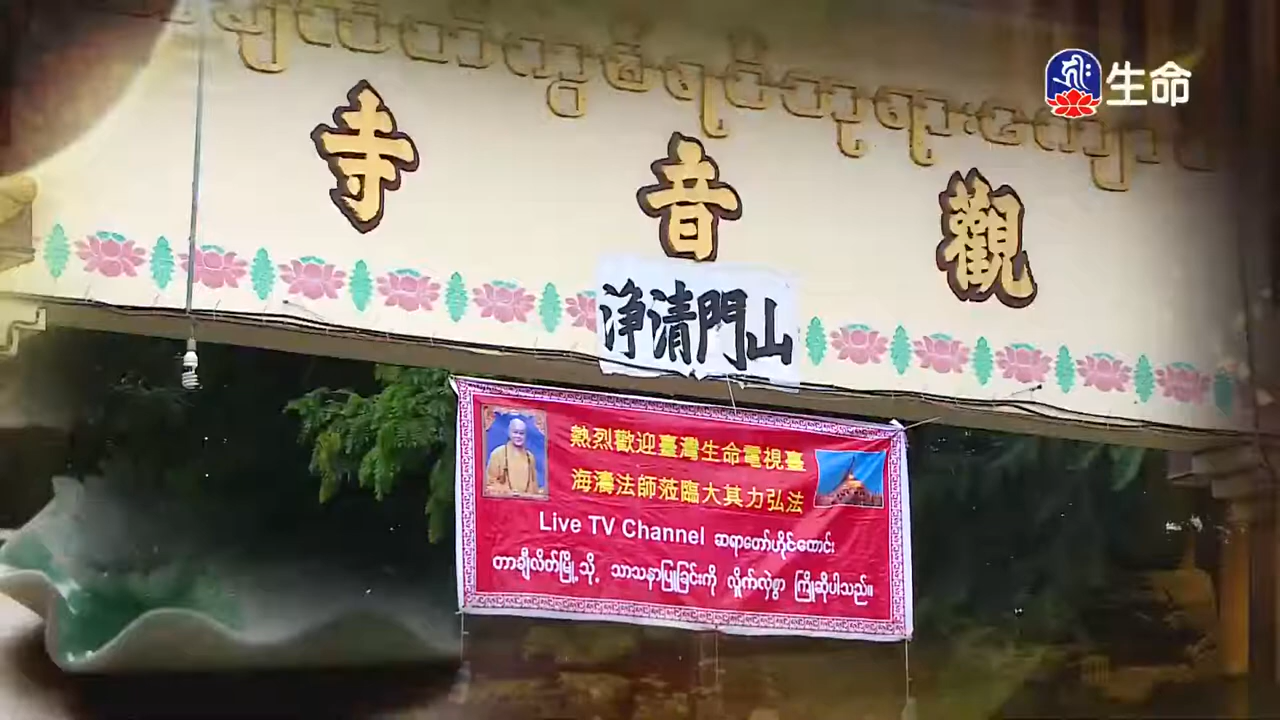 生命
寺音觀
浄清門山
熱烈歡迎臺灣生命電視臺
海濤法師蒞臨大其力弘法
Live TV Channel ဆရာတော်ဟိုင်ထောင်း
တာချီလိတ်မြို့သို့ သာသနာပြုခြင်းကို လှိုက်လှဲစွာ ကြိုဆိုပါသည်။